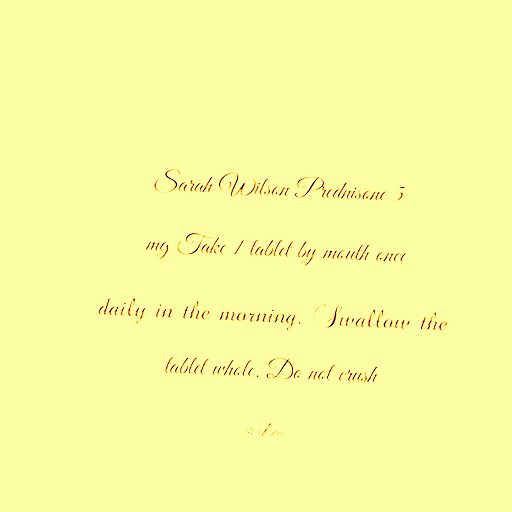 Sarah Wilson Prednisone 5
mg Take 1 tablet by mouth once
daily in the morning. Swallow the
tablet whole. Do not crush